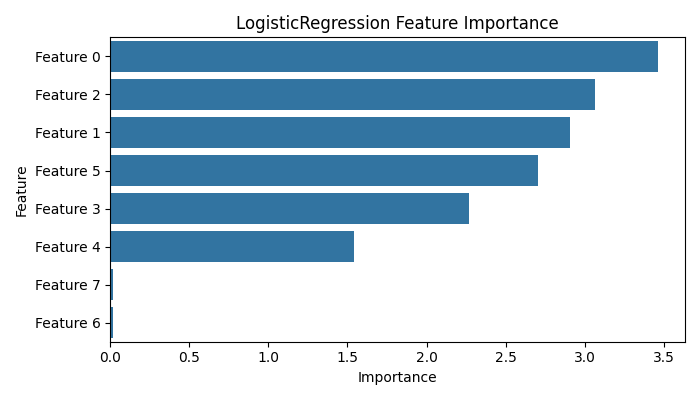 LogisticRegression Feature Importance
Feature
Feature 0
Feature 2
Feature 1
Feature 5
Feature 3
Feature 4
Feature 7
Feature 6
0.0 0.5 1.0 1.5 2.0 2.5 3.0 3.5
Importance